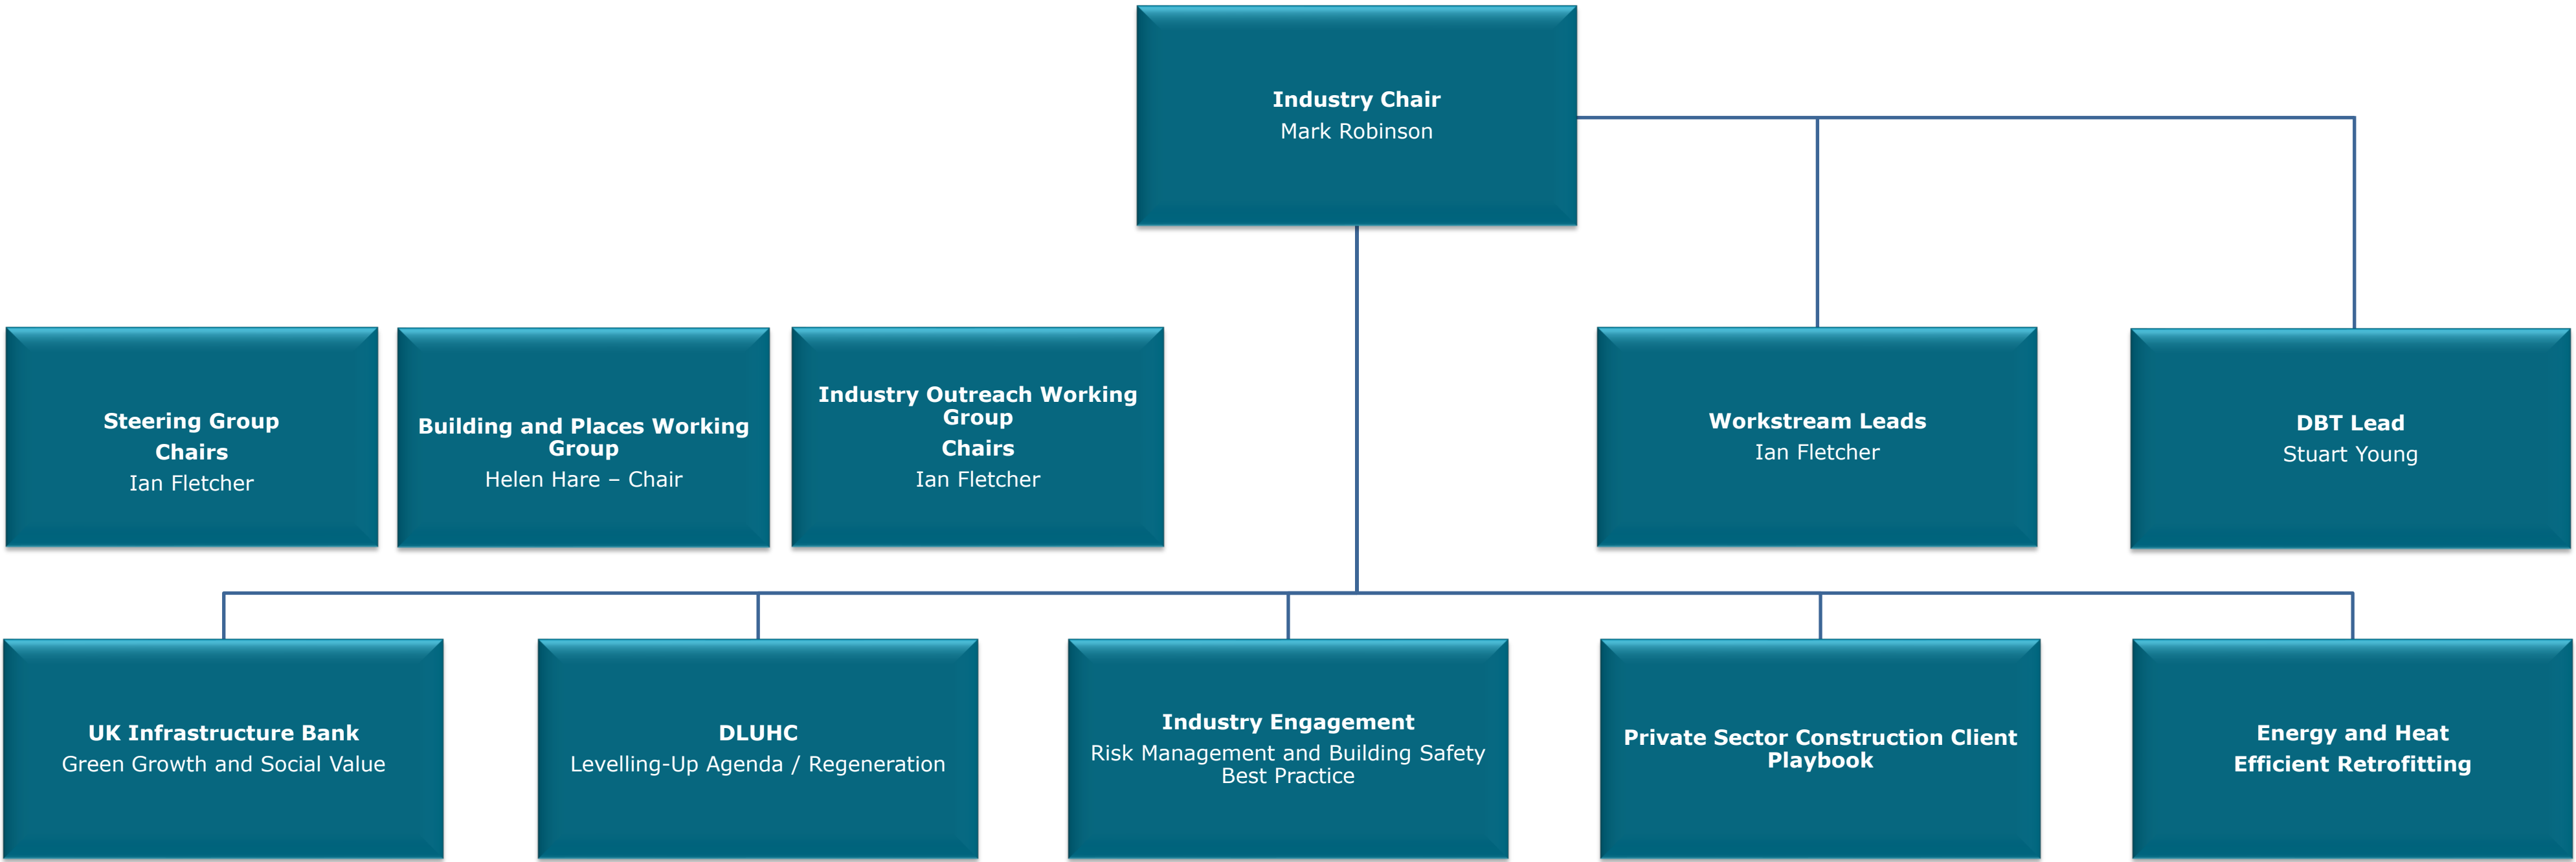 Industry Chair
Mark Robinson
Steering Group
Chairs
Ian Fletcher
Building and Places Working
Group
Helen Hare – Chair
Industry Outreach Working
Group
Chairs
Ian Fletcher
Workstream Leads
Ian Fletcher
DBT Lead
Stuart Young
UK Infrastructure Bank
Green Growth and Social Value
DLUHC
Levelling-Up Agenda / Regeneration
Industry Engagement
Risk Management and Building Safety
Best Practice
Private Sector Construction Client
Playbook
Energy and Heat
Efficient Retrofitting